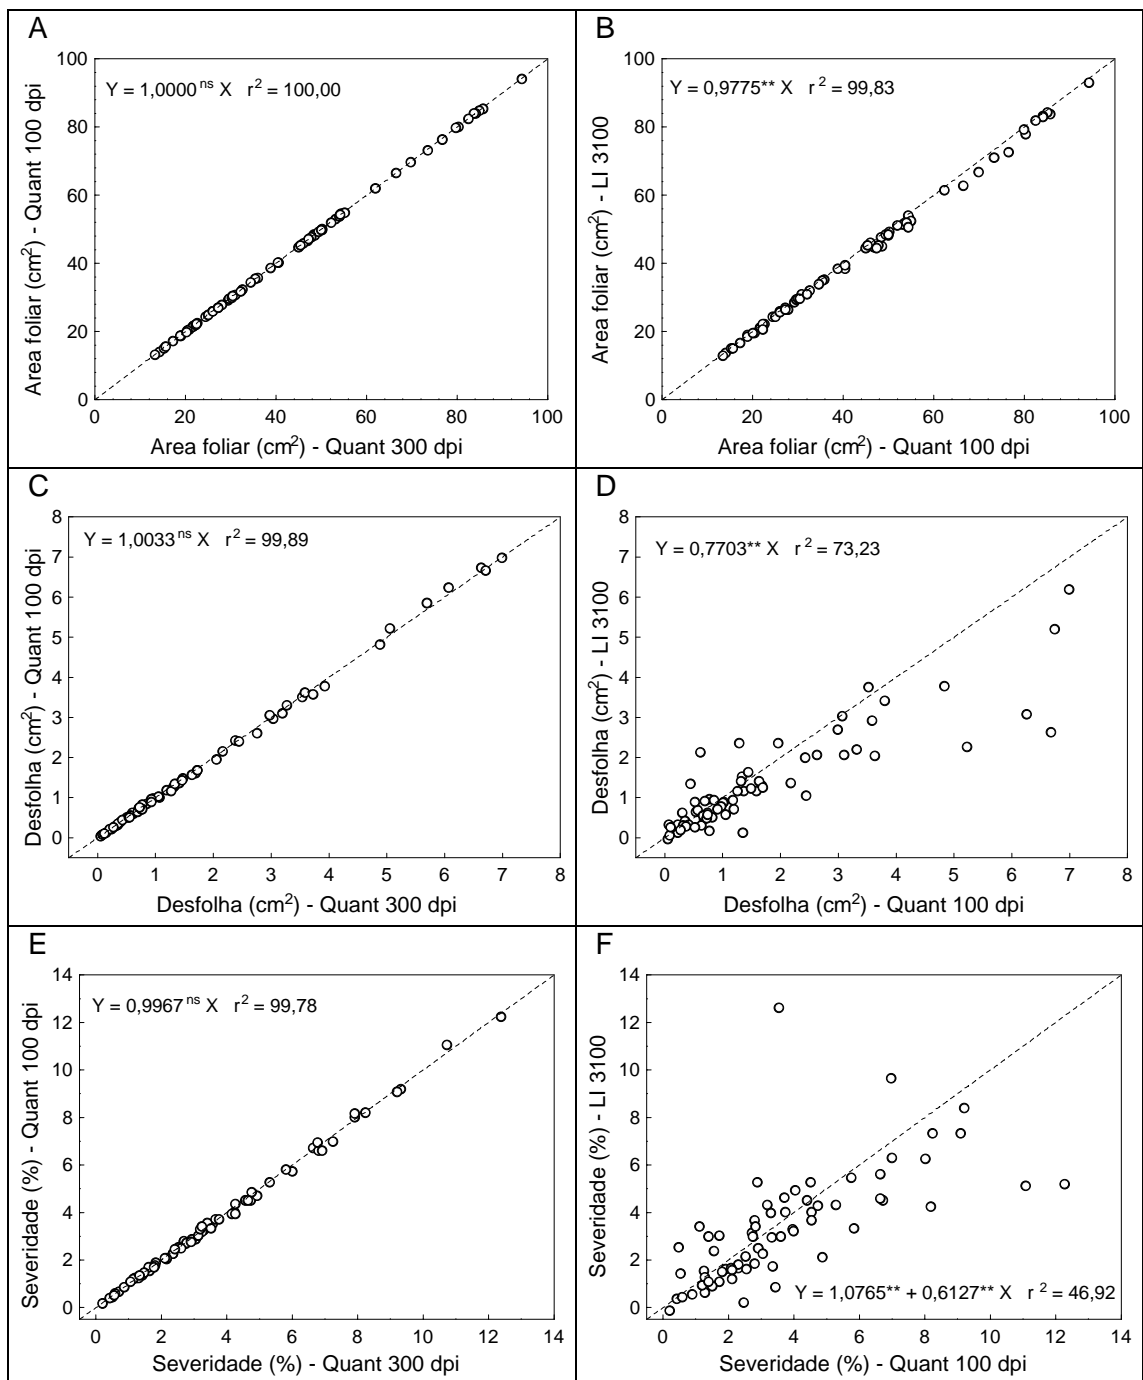 A
Y = 1,0000 ns X r2 = 100,00
100
80
60
40
20
0
0 20 40 60 80 100
Area foliar (cm2) - Quant 100 dpi
Area foliar (cm2) - Quant 300 dpi
B
Y = 0,9775** X r2 = 99,83
100
80
60
40
20
0
0 20 40 60 80 100
Area foliar (cm2) - LI 3100
Area foliar (cm2) - Quant 100 dpi
C
Y = 1,0033 ns X r2 = 99,89
8
7
6
5
4
3
2
1
0
0 1 2 3 4 5 6 7 8
Desfolha (cm2) - Quant 100 dpi
Desfolha (cm2) - Quant 300 dpi
D
Y = 0,7703** X r2 = 73,23
8
7
6
5
4
3
2
1
0
0 1 2 3 4 5 6 7 8
Desfolha (cm2) - LI 3100
Desfolha (cm2) - Quant 100 dpi
E
Y = 0,9967 ns X r2 = 99,78
14
12
10
8
6
4
2
0
0 2 4 6 8 10 12 14
Severidade (%) - Quant 100 dpi
Severidade (%) - Quant 300 dpi
F
14
12
10
8
6
4
2
0
Y = 1,0765** + 0,6127** X r2 = 46,92
0 2 4 6 8 10 12 14
Severidade (%) - LI 3100
Severidade (%) - Quant 100 dpi